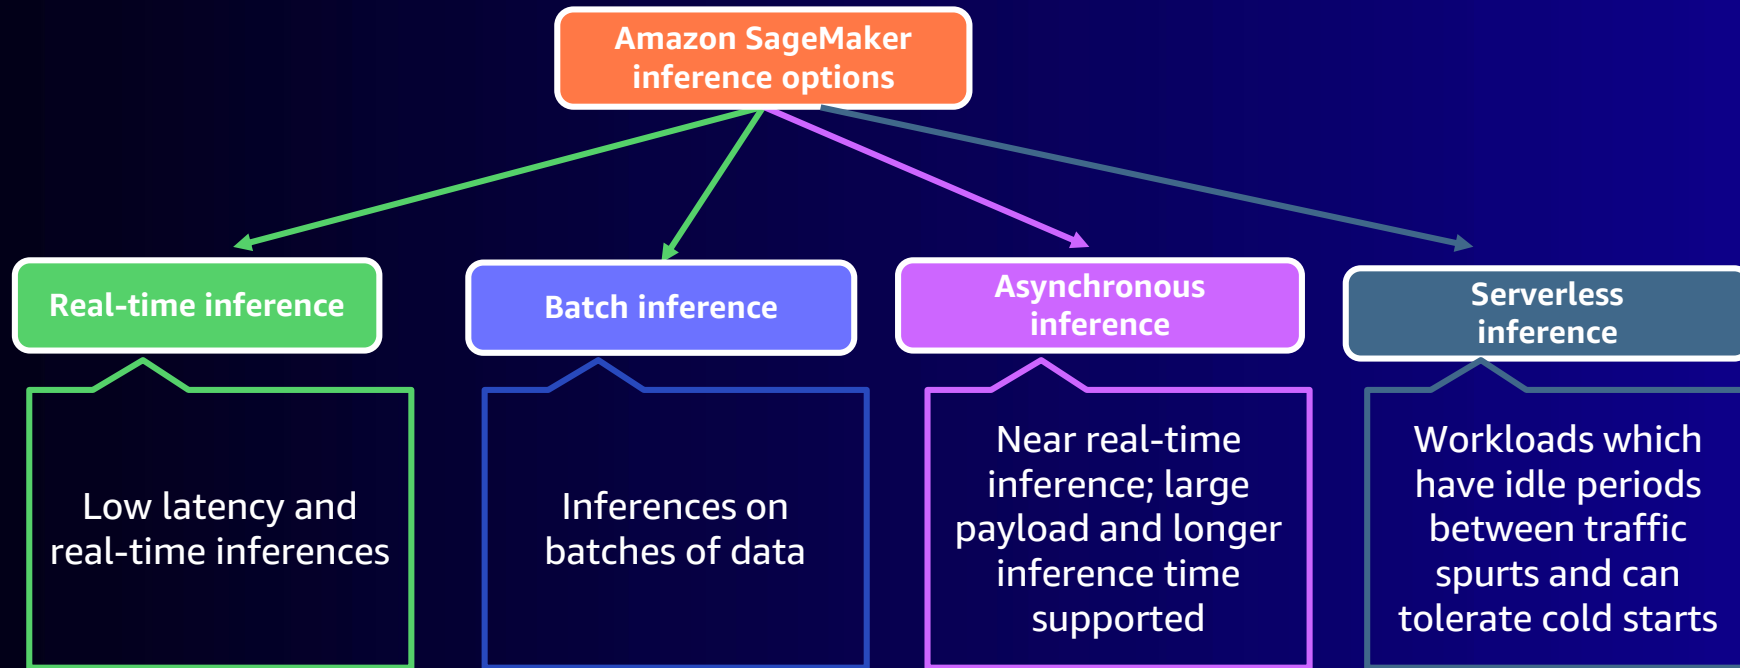 Amazon SageMaker
inference options
Real-time inference
Batch inference
Asynchronous
inference
Serverless
inference
Low latency and
real-time inferences
Inferences on
batches of data
Near real-time
inference; large
payload and longer
inference time
supported
Workloads which
have idle periods
between traffic
spurts and can
tolerate cold starts